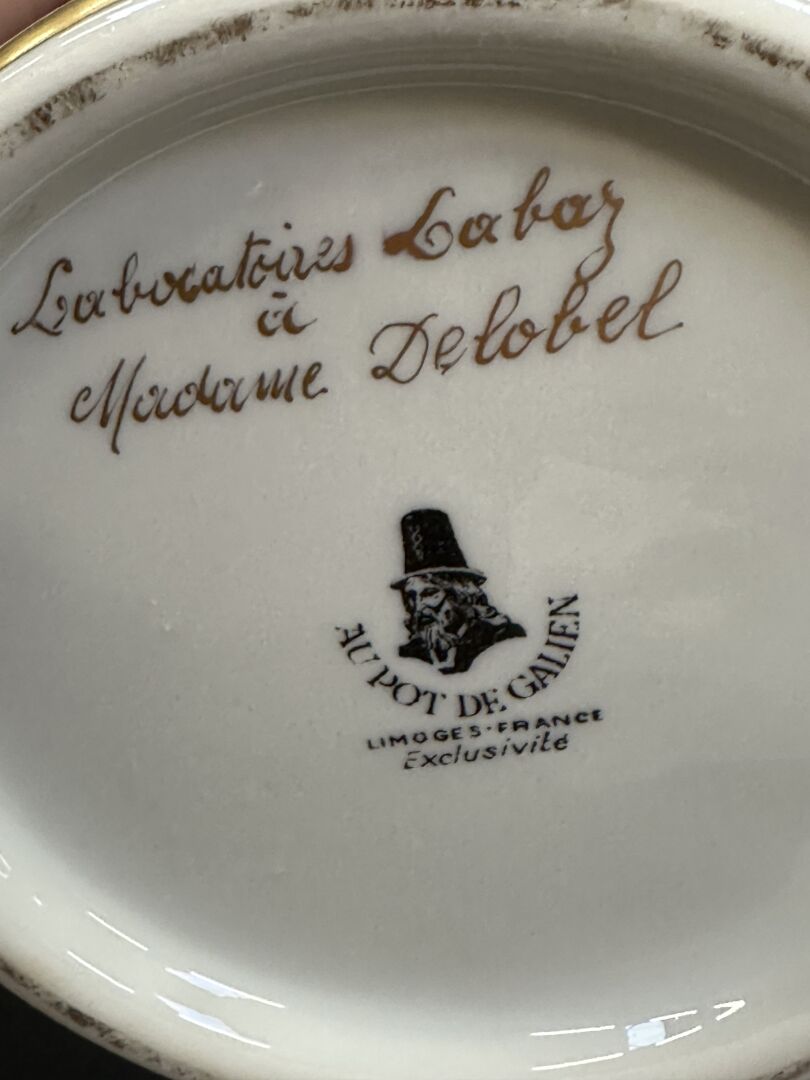 Laboratoires Labaz
à
Madame Delobel
AU POT DE GALIEN
LIMOGES·FRANCE
Exclusivité